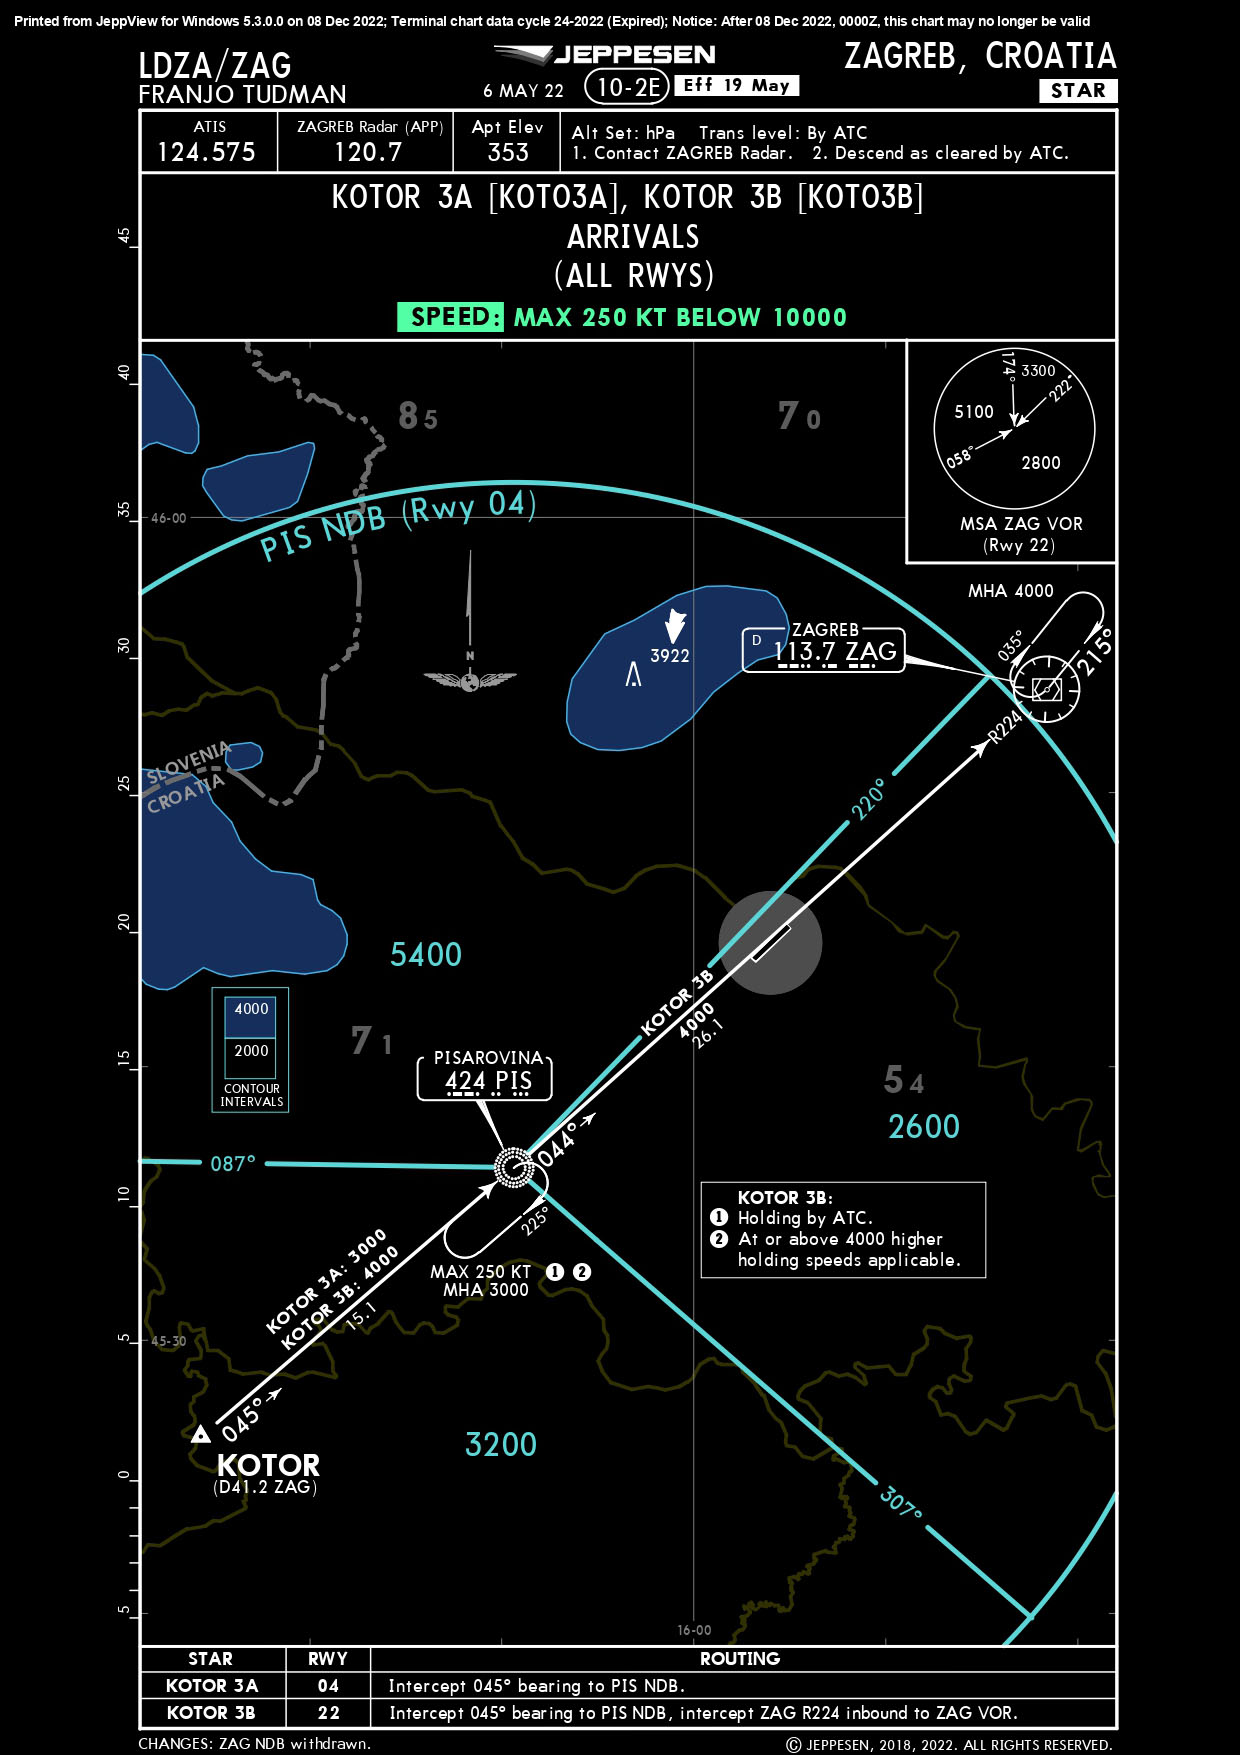 Printed from JeppView for Windows 5.3.0.0 on 08 Dec 2022; Terminal chart data cycle 24-2022 (Expired); Notice: After 08 Dec 2022, 0000Z, this chart may no longer be valid
LDZA/ZAG
FRANJO TUDMAN
JEPPESEN
6 MAY 22
10-2E
Eff 19 May
ZAGREB, CROATIA
STAR
ATIS
124.575
ZAGREB Radar (APP)
120.7
Apt Elev
353
Alt Set: hPa Trans level: By ATC
1. Contact ZAGREB Radar. 2. Descend as cleared by ATC.
KOTOR 3A [KOTO3A], KOTOR 3B [KOTO3B]
ARRIVALS
(ALL RWYS)
SPEED: MAX 250 KT BELOW 10000
45
40
35
30
25
20
15
10
5
0
5
85
70
174°
3300
222°
5100
058°
2800
MSA ZAG VOR
(Rwy 22)
46-00
PIS NDB (Rwy 04)
MHA 4000
035°
215°
N
3922
ZAGREB
D 113.7 ZAG
R224
SLOVENIA
CROATIA
220°
5400
4000
2000
CONTOUR
INTERVALS
71
KOTOR 3B
4000
26.1
PISAROVINA
424 PIS
54
2600
044°
087°
225°
KOTOR 3B:
1 Holding by ATC.
2 At or above 4000 higher
holding speeds applicable.
MAX 250 KT 1 2
MHA 3000
KOTOR 3A: 3000
KOTOR 3B: 4000
15.1
45-30
045°
KOTOR
(D41.2 ZAG)
3200
307°
16-00
STAR RWY ROUTING
KOTOR 3A 04 Intercept 045° bearing to PIS NDB.
KOTOR 3B 22 Intercept 045° bearing to PIS NDB, intercept ZAG R224 inbound to ZAG VOR.
CHANGES: ZAG NDB withdrawn.
© JEPPESEN, 2018, 2022. ALL RIGHTS RESERVED.